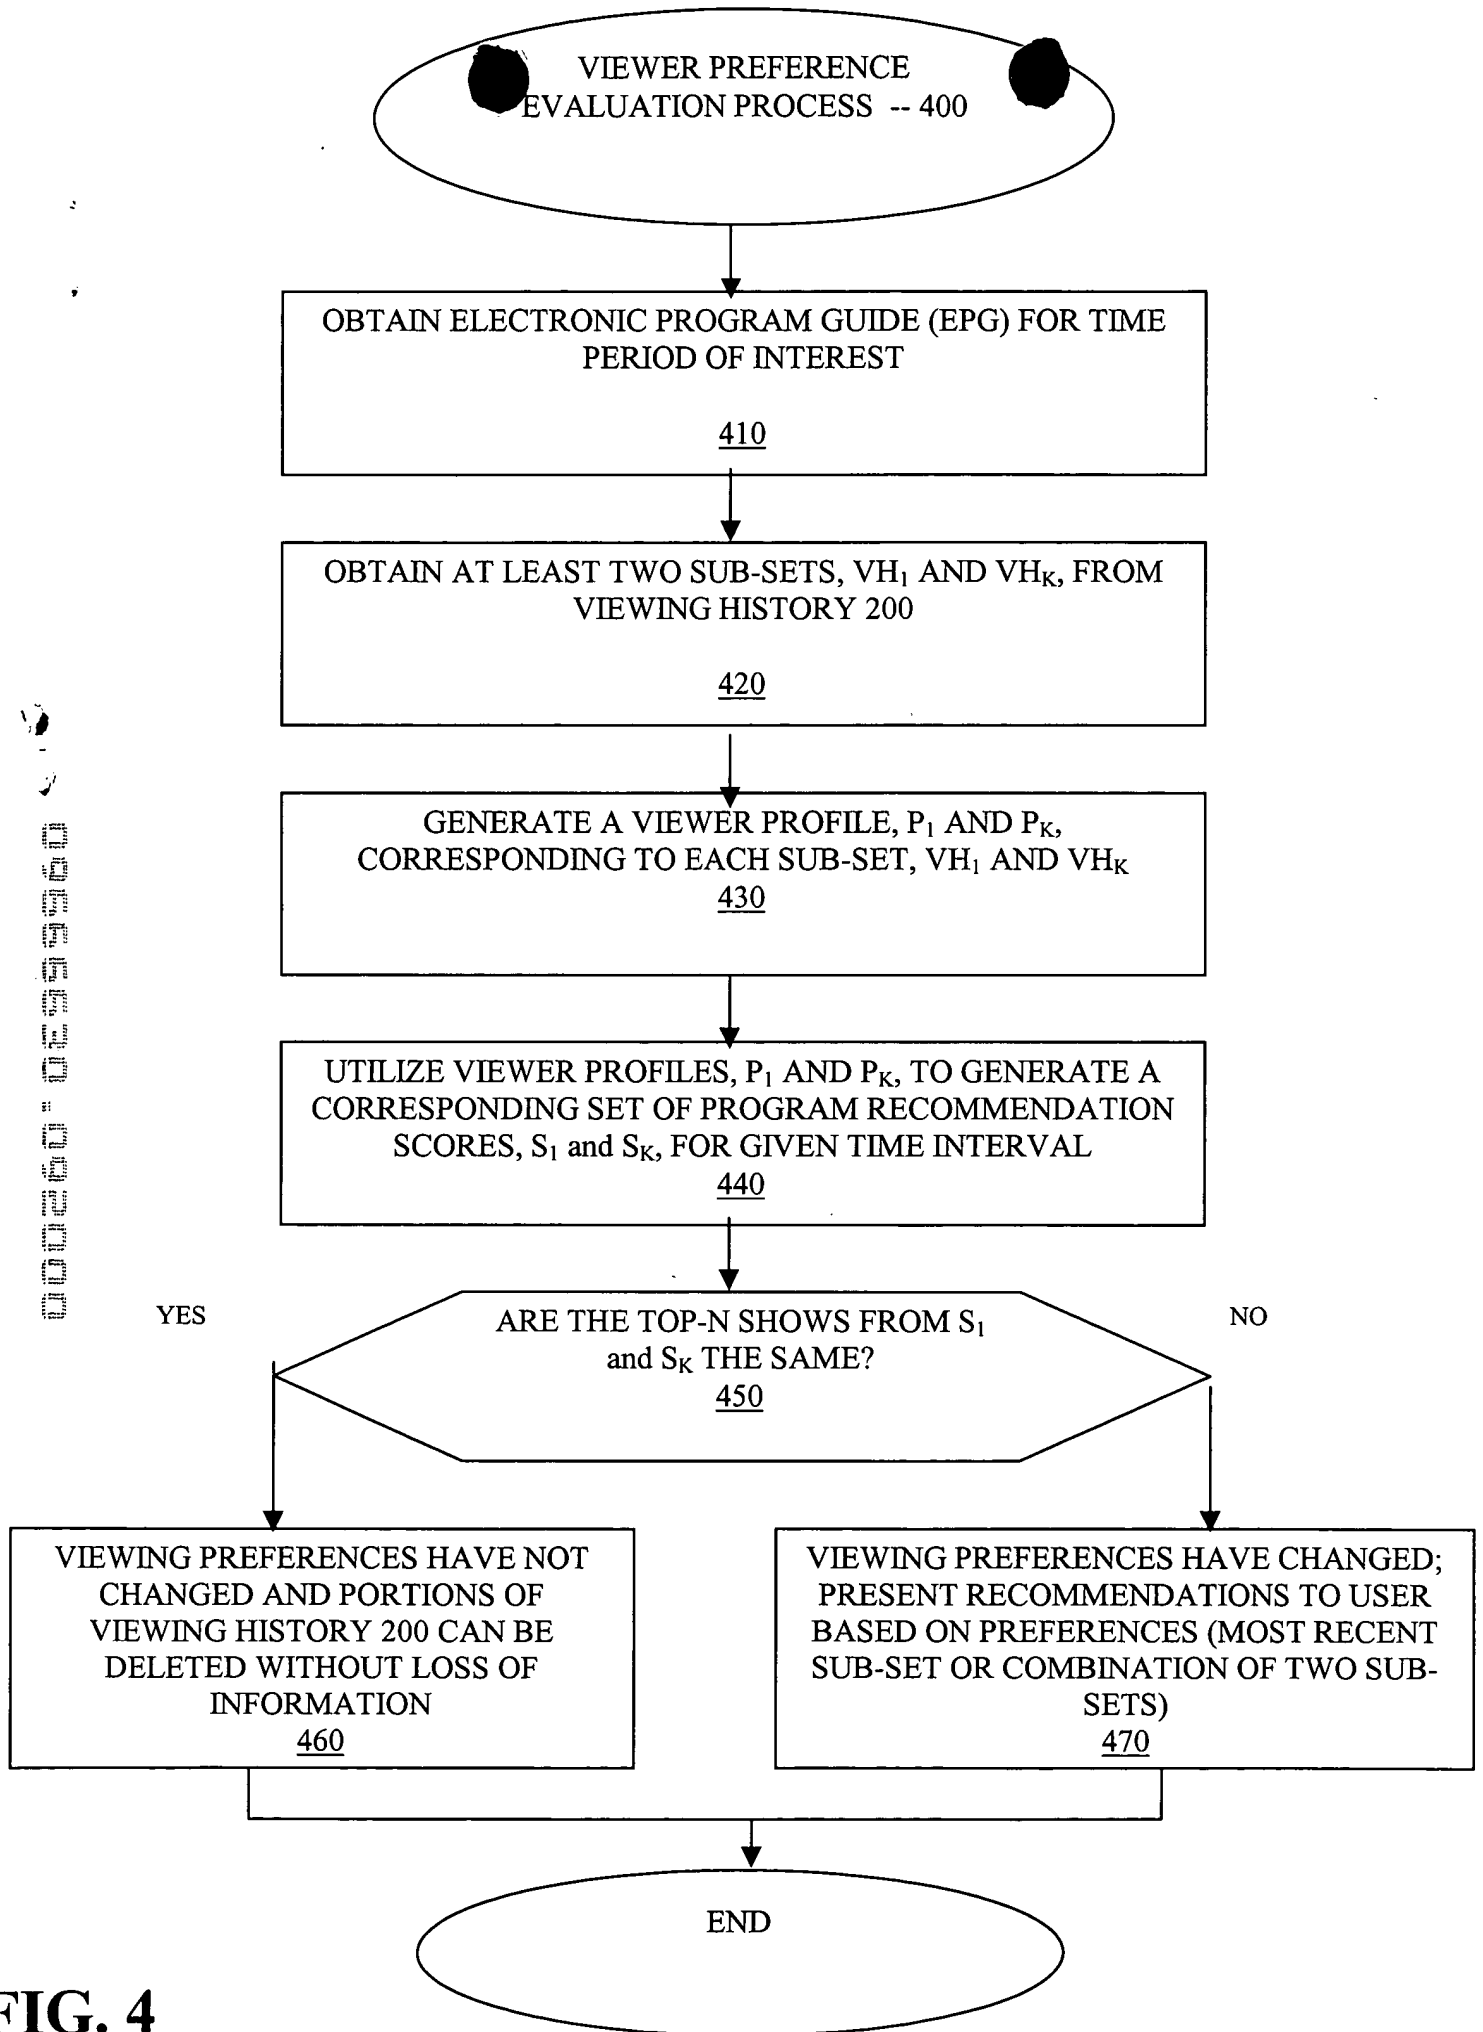 VIEWER PREFERENCE
EVALUATION PROCESS -- 400
OBTAIN ELECTRONIC PROGRAM GUIDE (EPG) FOR TIME
PERIOD OF INTEREST
410
OBTAIN AT LEAST TWO SUB-SETS, VH₁ AND VHₖ, FROM
VIEWING HISTORY 200
420
GENERATE A VIEWER PROFILE, P₁ AND Pₖ,
CORRESPONDING TO EACH SUB-SET, VH₁ AND VHₖ
430
UTILIZE VIEWER PROFILES, P₁ AND Pₖ, TO GENERATE A
CORRESPONDING SET OF PROGRAM RECOMMENDATION
SCORES, S₁ and Sₖ, FOR GIVEN TIME INTERVAL
440
YES
ARE THE TOP-N SHOWS FROM S₁
and Sₖ THE SAME?
450
NO
VIEWING PREFERENCES HAVE NOT
CHANGED AND PORTIONS OF
VIEWING HISTORY 200 CAN BE
DELETED WITHOUT LOSS OF
INFORMATION
460
VIEWING PREFERENCES HAVE CHANGED;
PRESENT RECOMMENDATIONS TO USER
BASED ON PREFERENCES (MOST RECENT
SUB-SET OR COMBINATION OF TWO SUB-
SETS)
470
END
FIG. 4